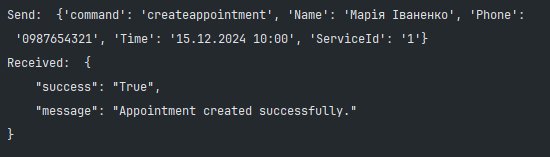 Send:  {'command': 'createappointment', 'Name': 'Марія Іваненко', 'Phone':
 '0987654321', 'Time': '15.12.2024 10:00', 'ServiceId': '1'}
Received:  {
    "success": "True",
    "message": "Appointment created successfully."
}